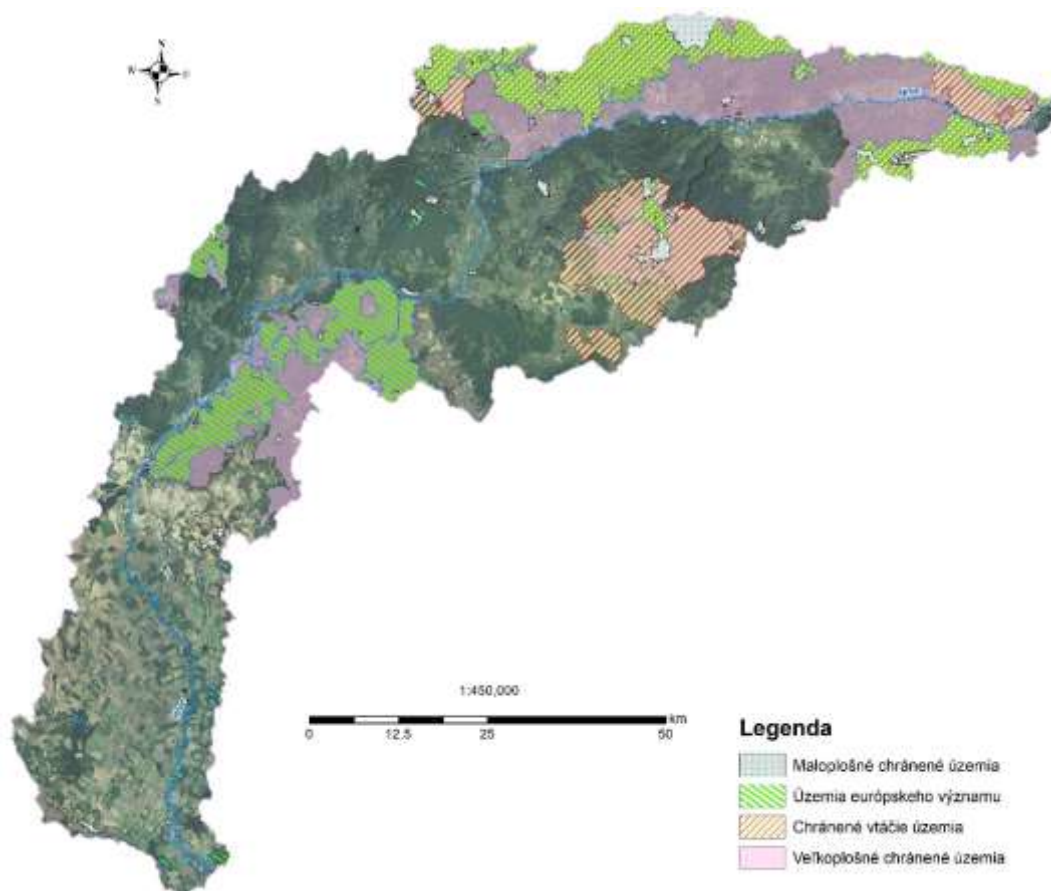 N
W
S
1:450,000
km
0 12,5 25 50
Legenda
Maloplošné chránené územia
Územia európskeho významu
Chránené vtáčie územia
Veľkoplošné chránené územia